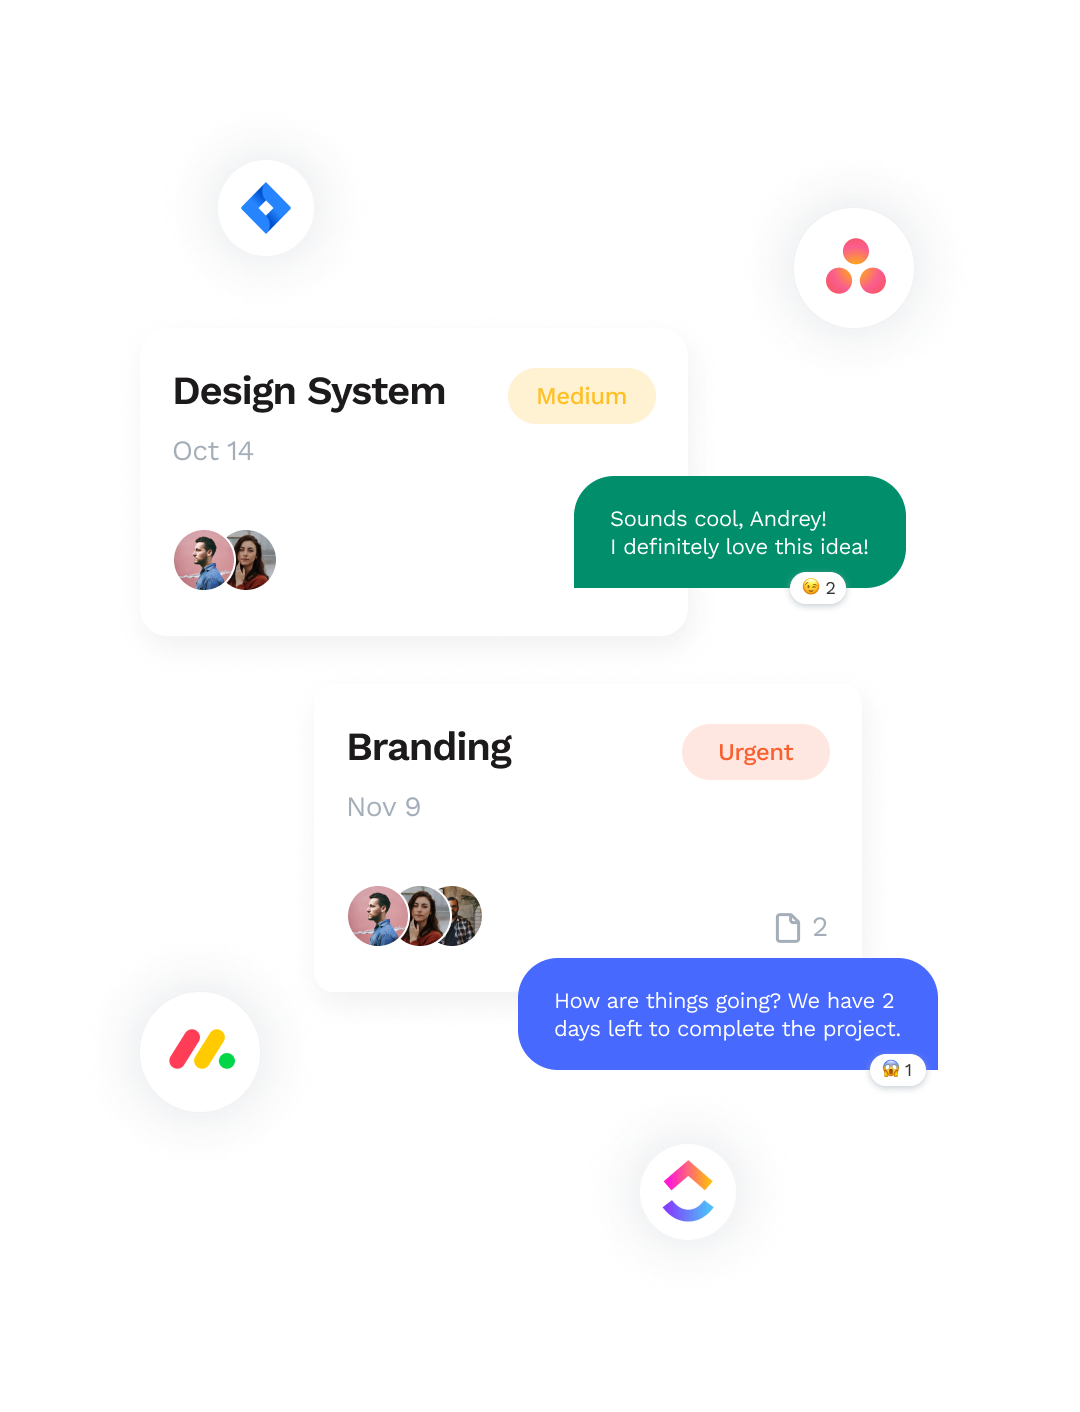 Design System
Medium
Oct 14
Sounds cool, Andrey!
I definitely love this idea!
😉 2
Branding
Urgent
Nov 9
2
How are things going? We have 2
days left to complete the project.
😱 1